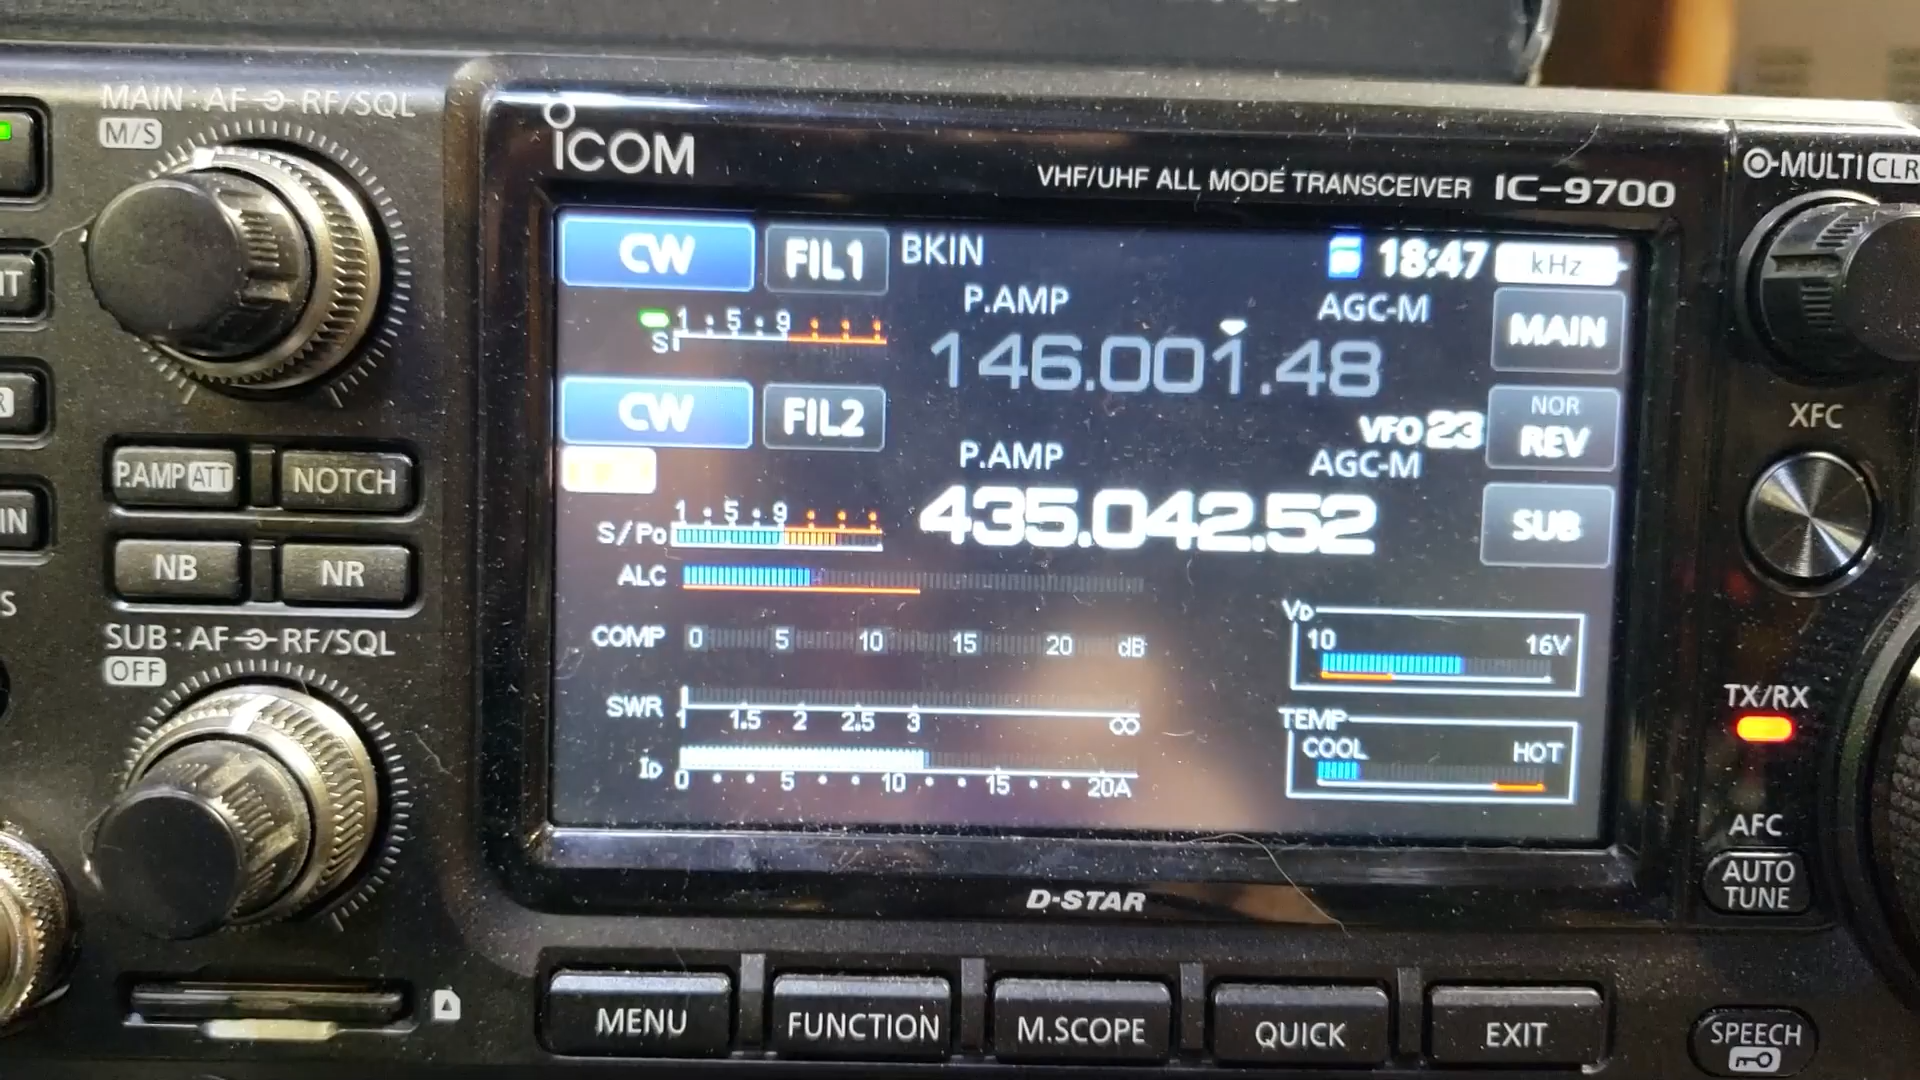 MAIN: AF RF/SQL
M/S
ICOM
VHF/UHF ALL MODE TRANSCEIVER IC-9700
MULTI CLR
CW FIL1 BKIN 18:47 kHz
P.AMP AGC-M
S 1 : 5 : 9
146.001.48
MAIN
CW FIL2
VFO 23
NOR
REV
P.AMP AGC-M
XFC
P.AMP ATT NOTCH
S/Po 1 : 5 : 9
435.042.52
SUB
IN
NB NR
ALC
COMP 0 5 10 15 20 dB
VD
10 16V
S
SUB: AF RF/SQL
OFF
SWR 1 1.5 2 2.5 3 ∞
TX/RX
TEMP
COOL HOT
ID 0 5 10 15 20A
AFC
AUTO
TUNE
D-STAR
MENU FUNCTION M.SCOPE QUICK EXIT
SPEECH